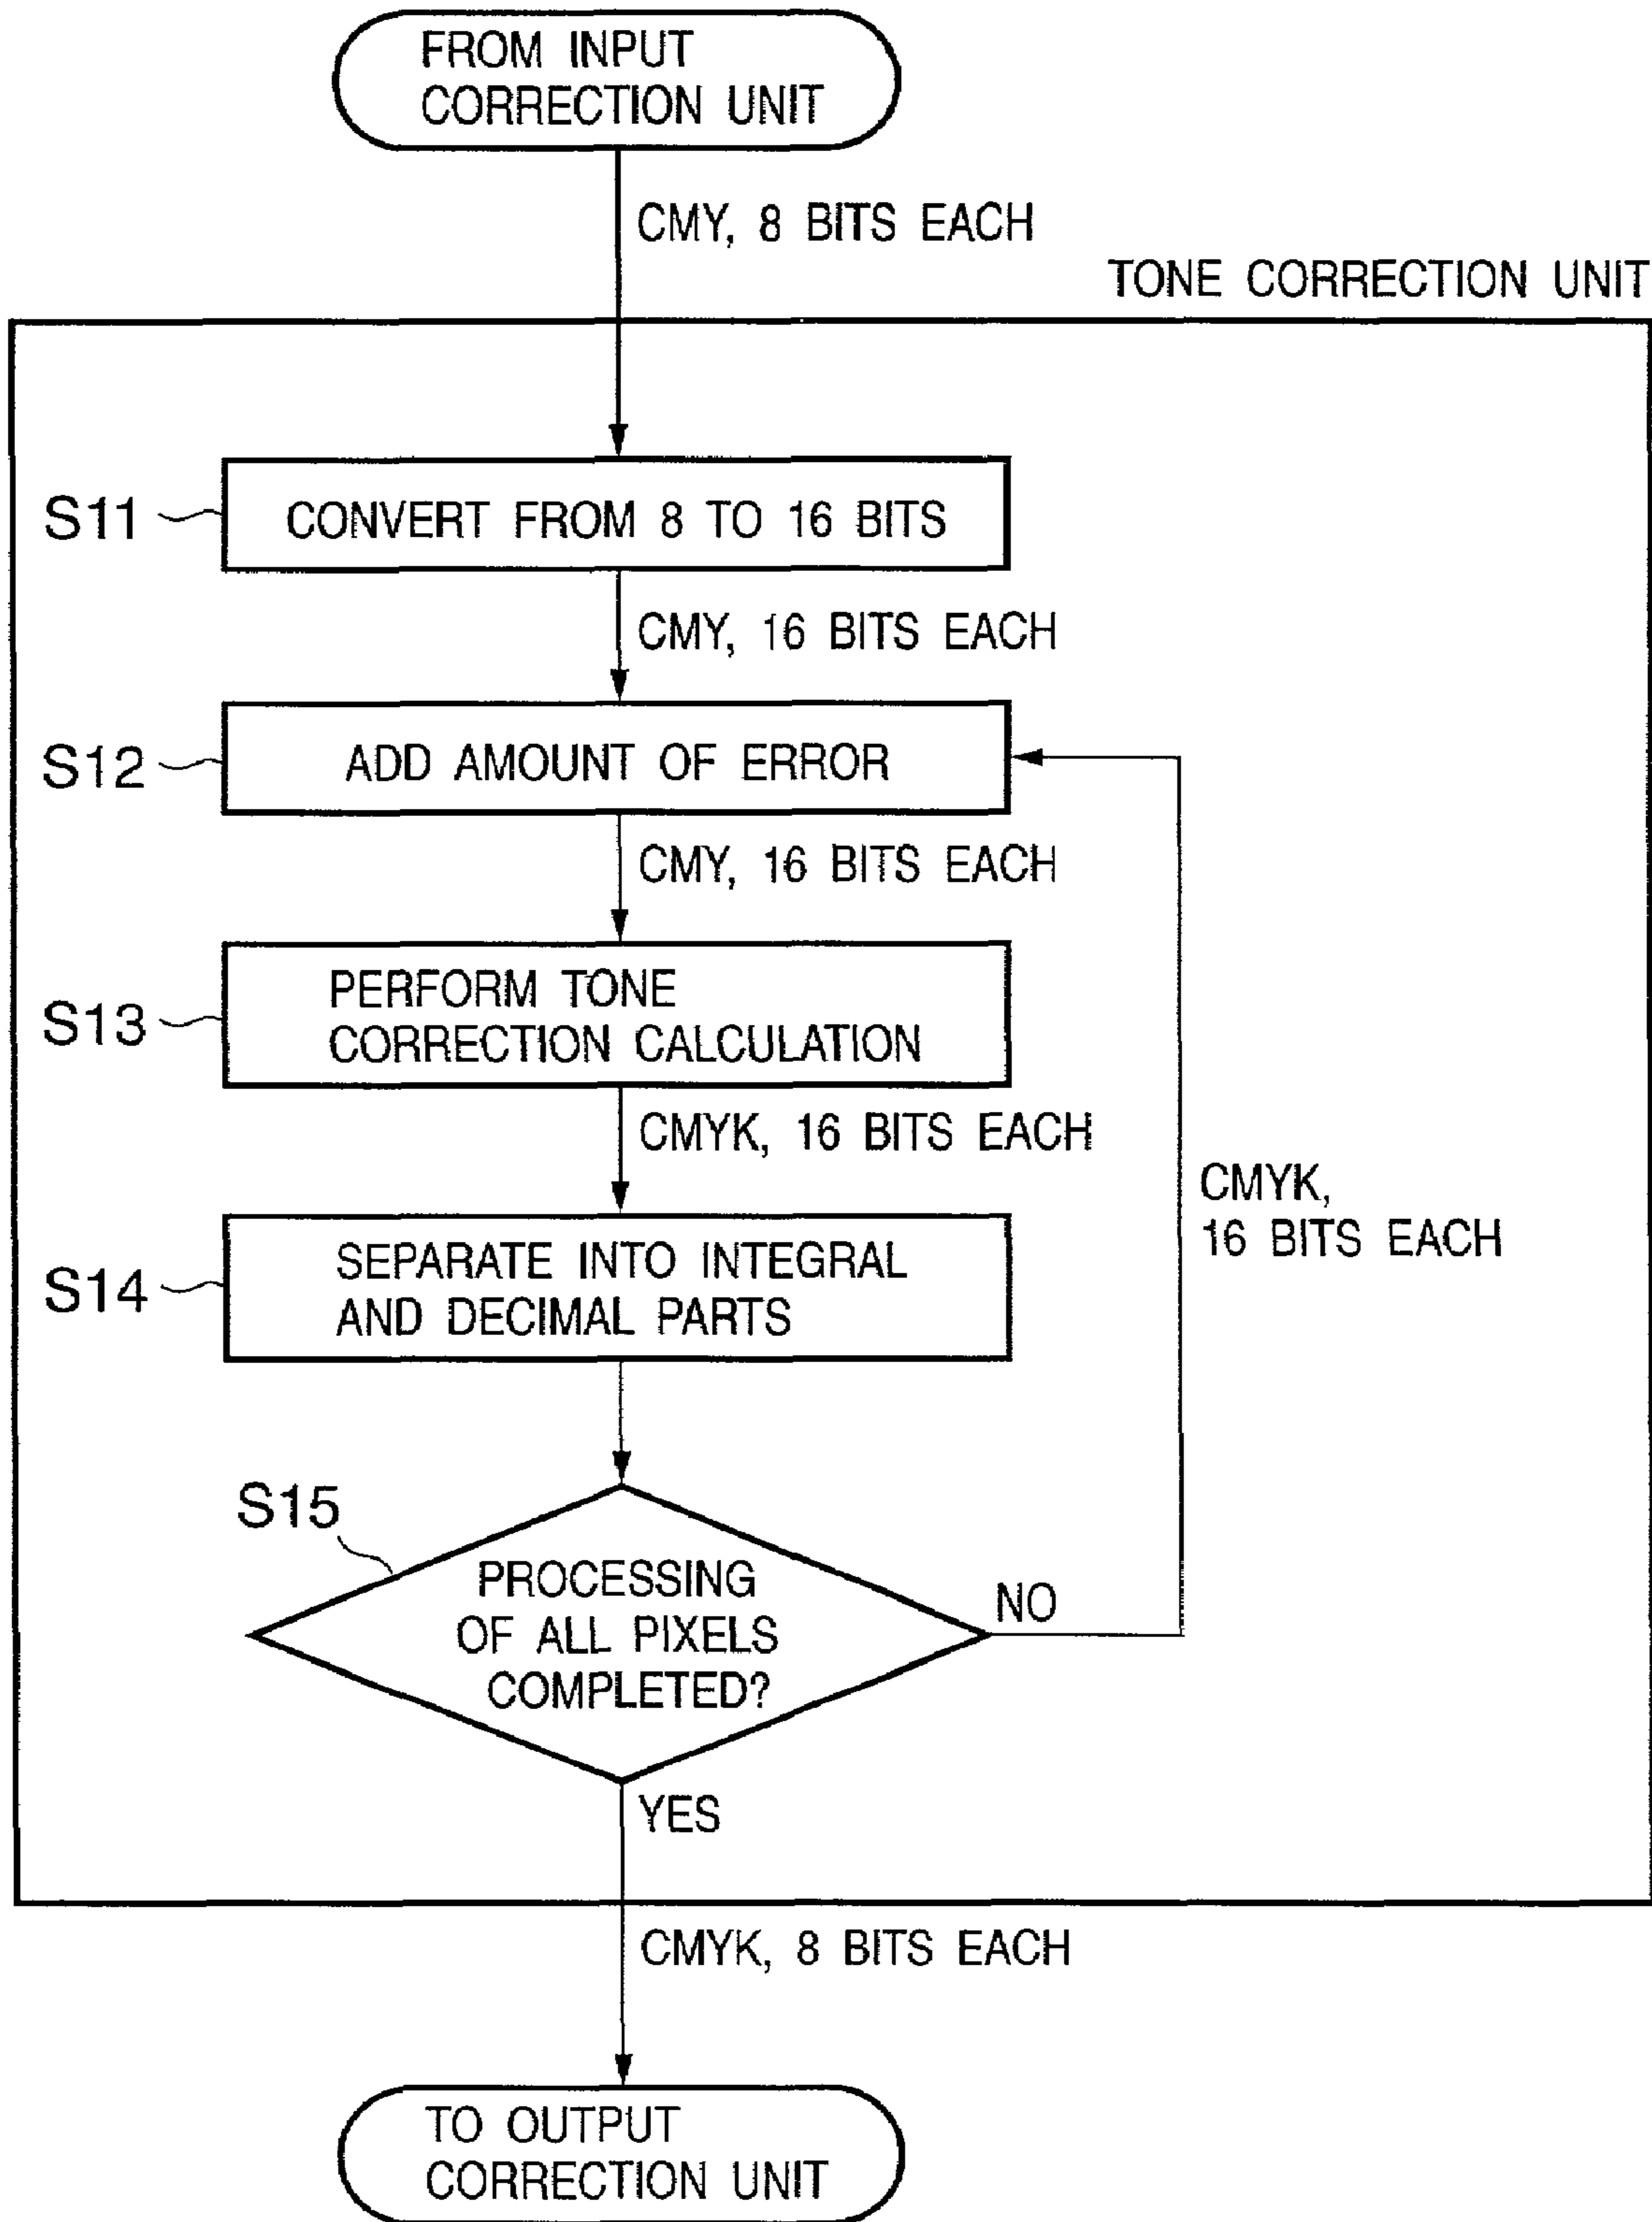 FROM INPUT
CORRECTION UNIT
CMY, 8 BITS EACH
TONE CORRECTION UNIT
S11
CONVERT FROM 8 TO 16 BITS
CMY, 16 BITS EACH
S12
ADD AMOUNT OF ERROR
CMY, 16 BITS EACH
S13
PERFORM TONE
CORRECTION CALCULATION
CMYK, 16 BITS EACH
CMYK,
16 BITS EACH
S14
SEPARATE INTO INTEGRAL
AND DECIMAL PARTS
S15
PROCESSING
OF ALL PIXELS
COMPLETED?
NO
YES
CMYK, 8 BITS EACH
TO OUTPUT
CORRECTION UNIT